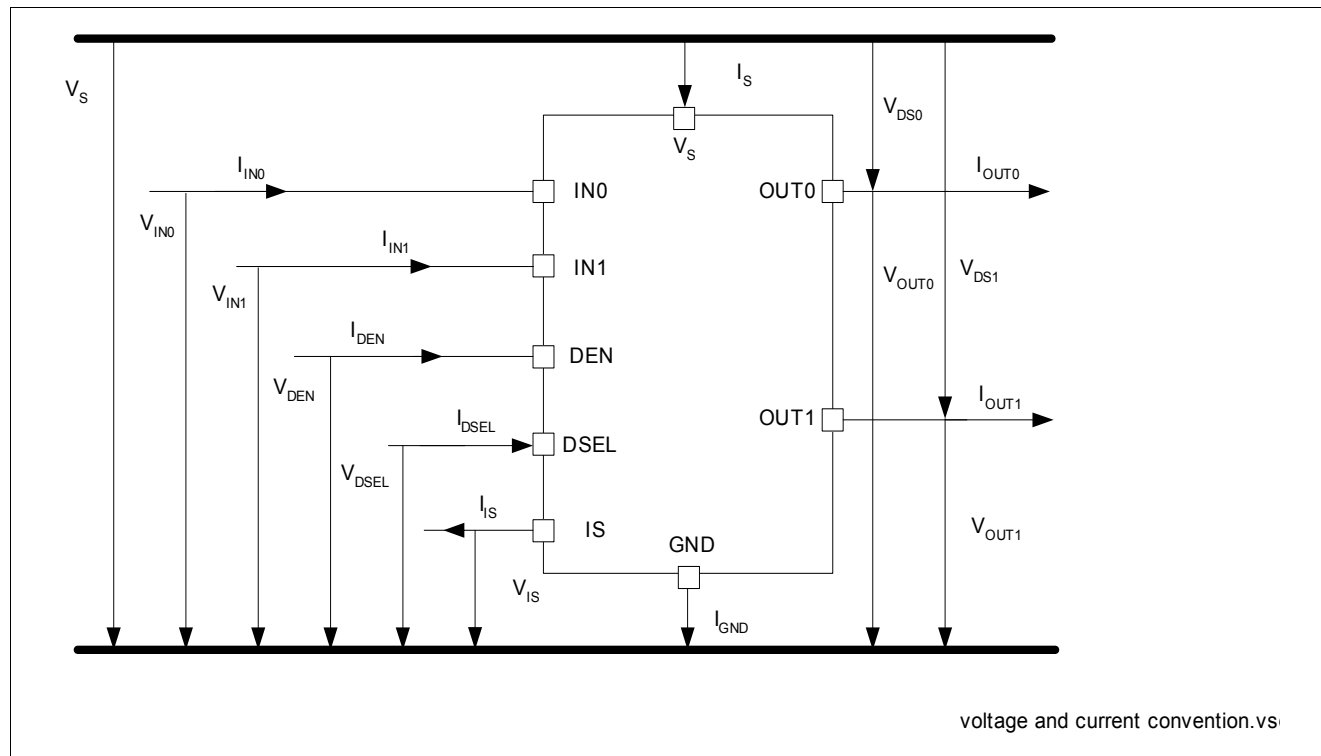 V_S
I_S
V_DS0
V_S
I_IN0
IN0
OUT0
I_OUT0
V_IN0
I_IN1
IN1
V_IN1
V_OUT0
V_DS1
I_DEN
DEN
V_DEN
I_DSEL
DSEL
OUT1
I_OUT1
V_DSEL
I_IS
IS
GND
V_OUT1
V_IS
I_GND
voltage and current convention.vs